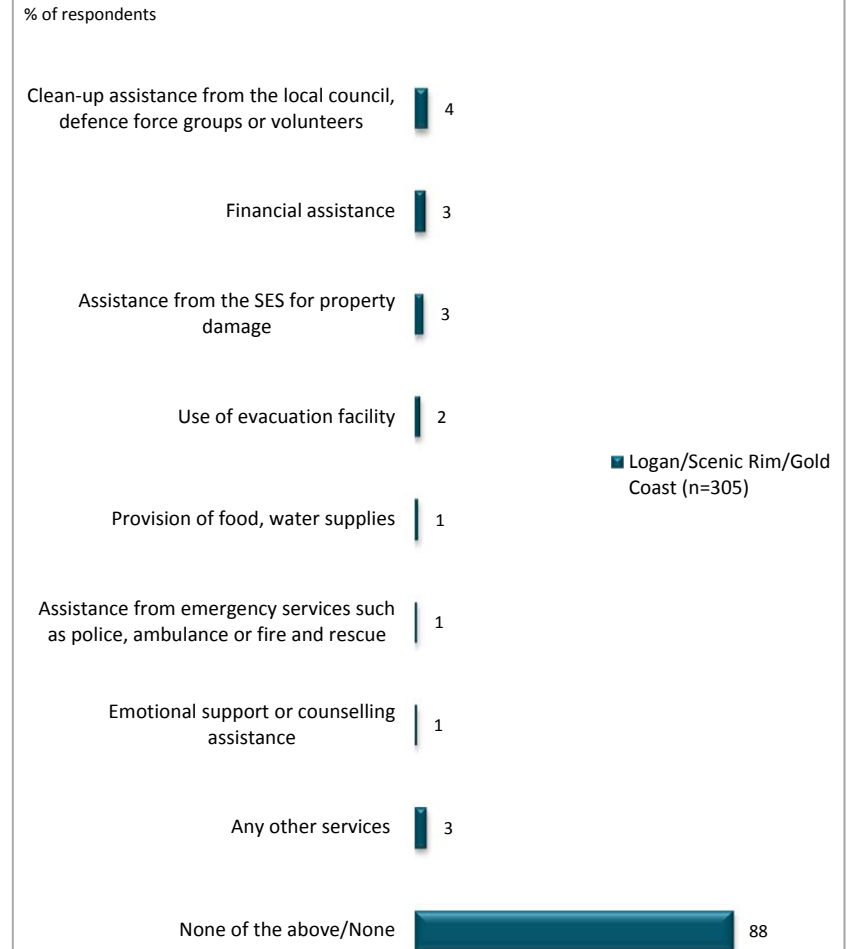 % of respondents
Clean-up assistance from the local council,
defence force groups or volunteers
4
Financial assistance
3
Assistance from the SES for property
damage
3
Use of evacuation facility
2
Logan/Scenic Rim/Gold
Coast (n=305)
Provision of food, water supplies
1
Assistance from emergency services such
as police, ambulance or fire and rescue
1
Emotional support or counselling
assistance
1
Any other services
3
None of the above/None
88